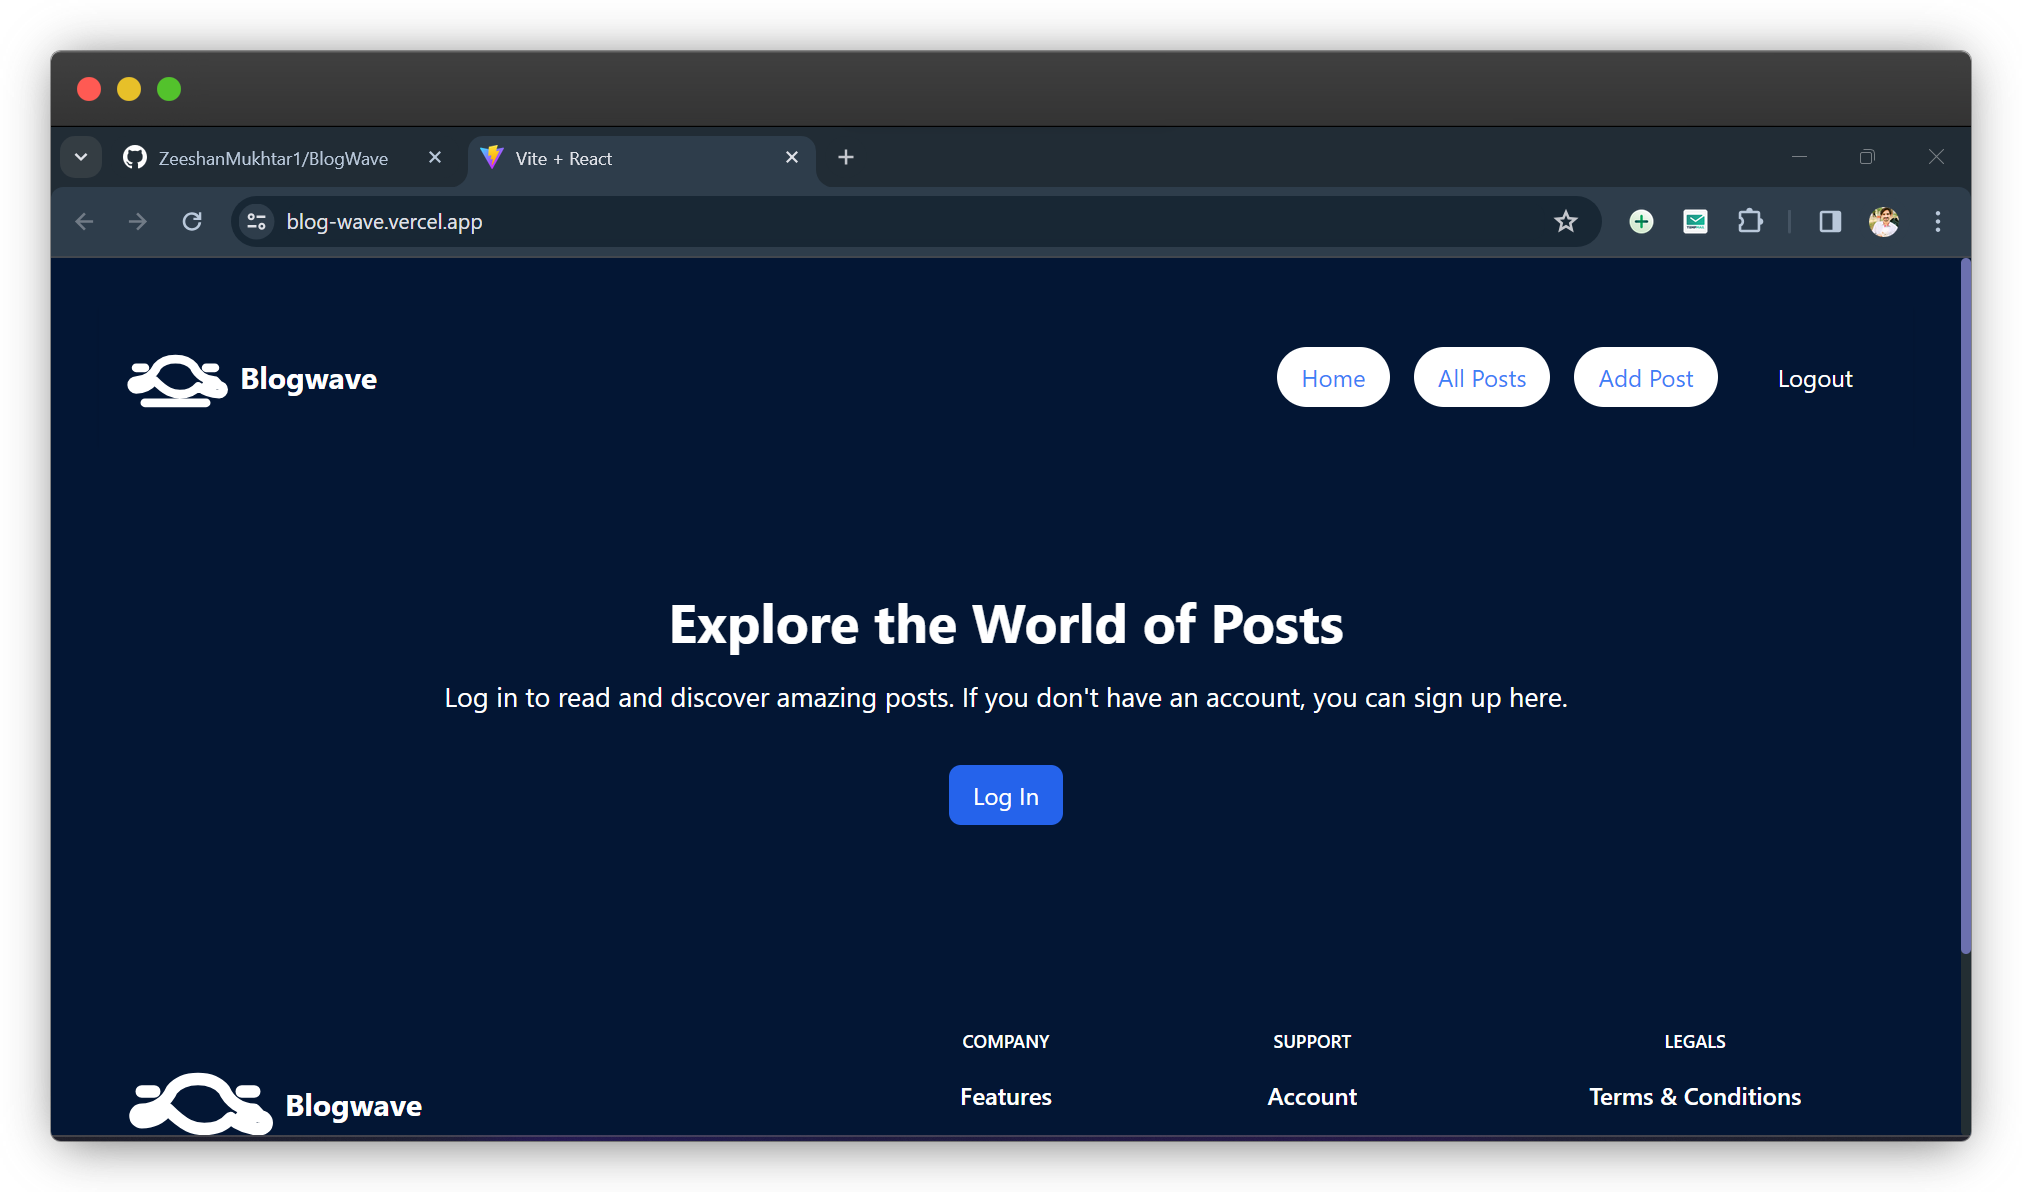 ZeeshanMukhtar1/BlogWave
Vite + React
blog-wave.vercel.app
Blogwave
Home
All Posts
Add Post
Logout
Explore the World of Posts
Log in to read and discover amazing posts. If you don't have an account, you can sign up here.
Log In
COMPANY
SUPPORT
LEGALS
Features
Account
Terms & Conditions
Blogwave